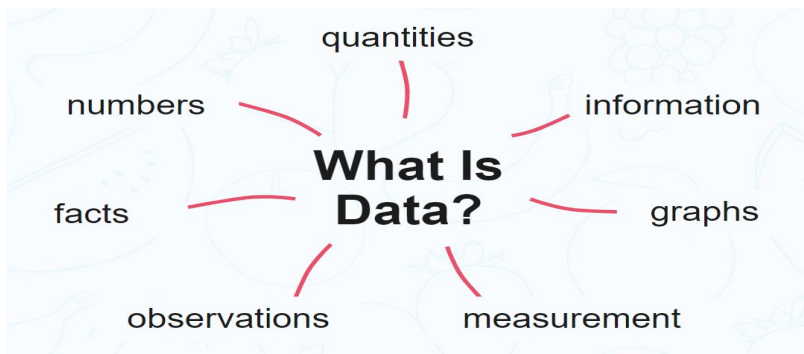 quantities
numbers
information
What Is
Data?
facts
graphs
observations
measurement